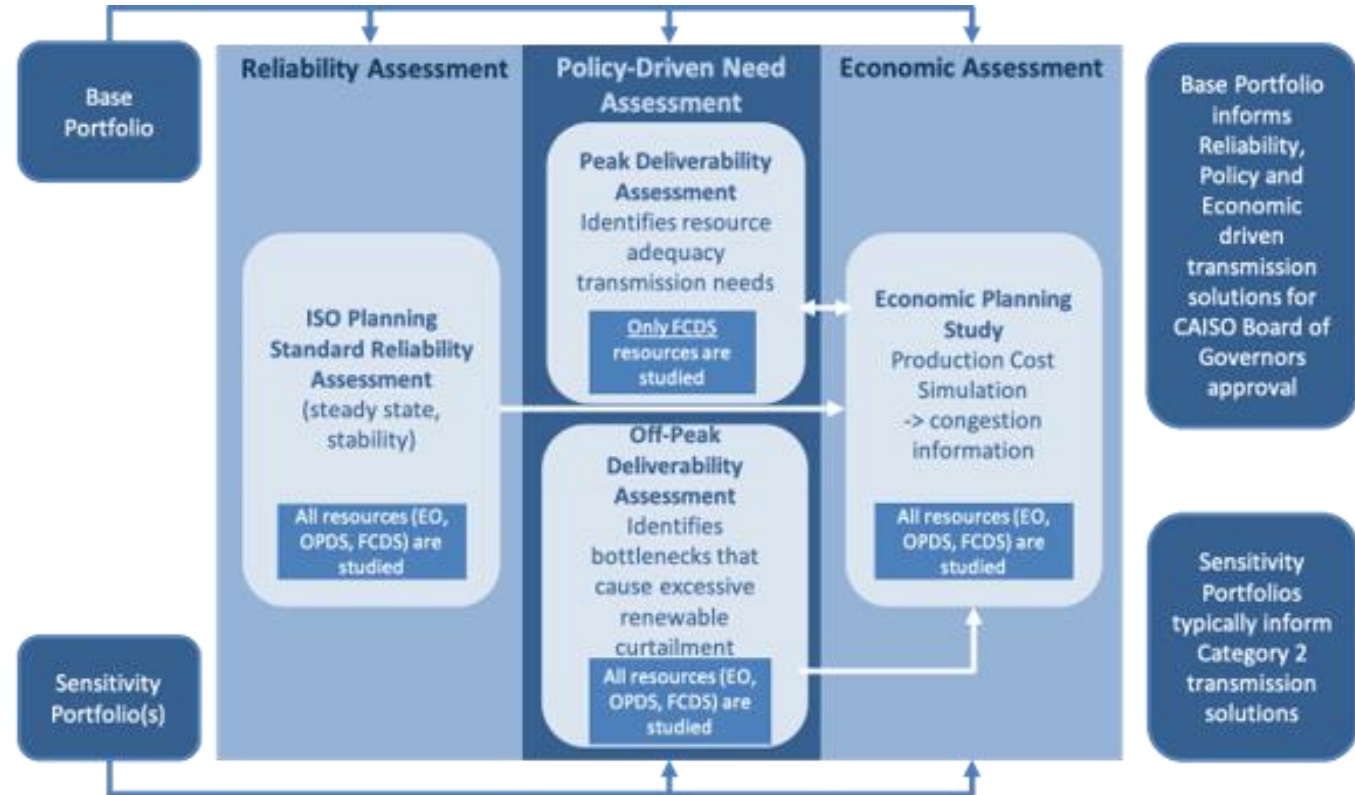 Base
Portfolio
Reliability Assessment
Policy-Driven Need
Assessment
Economic Assessment
ISO Planning
Standard Reliability
Assessment
(steady state,
stability)
All resources (EO,
OPDS, FCDS) are
studied
Peak Deliverability
Assessment
Identifies resource
adequacy
transmission needs
Only FCDS
resources are
studied
Off-Peak
Deliverability
Assessment
Identifies
bottlenecks that
cause excessive
renewable
curtailment
All resources (EO,
OPDS, FCDS) are
studied
Economic Planning
Study
Production Cost
Simulation
-> congestion
information
All resources (EO,
OPDS, FCDS) are
studied
Base Portfolio
informs
Reliability,
Policy and
Economic
driven
transmission
solutions for
CAISO Board of
Governors
approval
Sensitivity
Portfolio(s)
Sensitivity
Portfolios
typically inform
Category 2
transmission
solutions